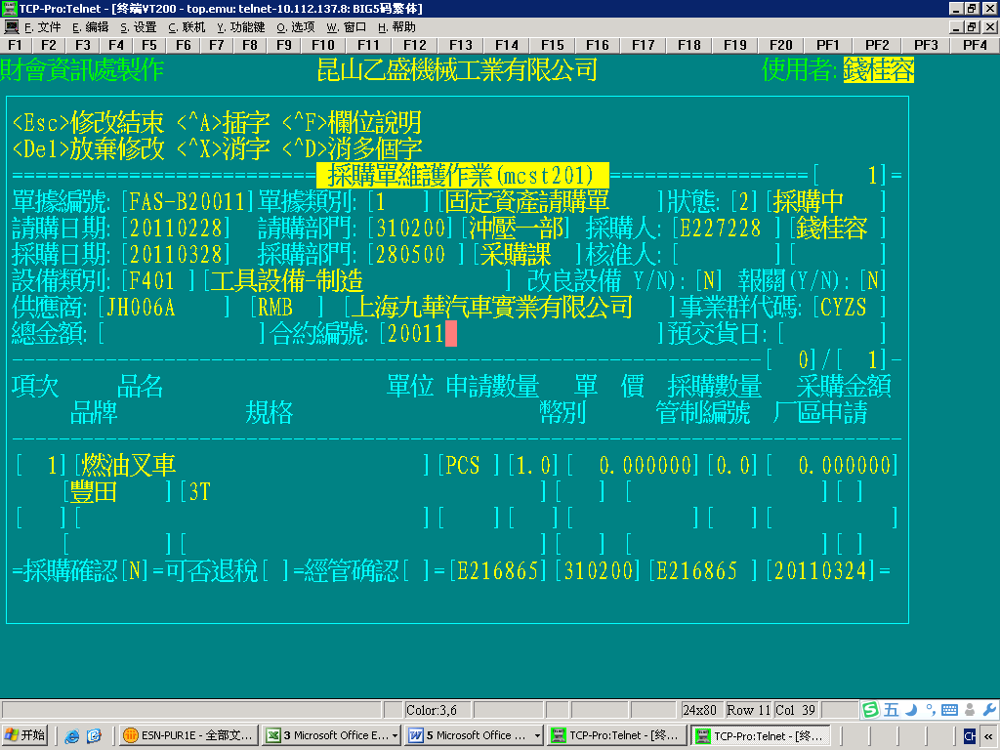 TCP-Pro:Telnet - [终端VT200 - top.emu: telnet-10.112.137.8: BIG5码繁体]
E. 文件 E. 编辑 S. 设置 C. 联机 Y. 功能键 O. 选项 W. 窗口 H. 帮助
F1 F2 F3 F4 F5 F6 F7 F8 F9 F10 F11 F12 F13 F14 F15 F16 F17 F18 F19 F20 PF1 PF2 PF3 PF4
財會資訊處製作 昆山乙盛機械工業有限公司 使用者: 錢桂容
<Esc>修改結束 <^A>插字 <^F>欄位說明
<Del>放棄修改 <^X>消字 <^D>消多個字
==========================採購單維護作業(mcst201)=================[ 1]=
單據編號:[FAS-B20011]單據類別:[1 ][固定資產請購單 ]狀態:[2][採購中 ]
請購日期:[20110228] 請購部門:[310200][沖壓一部] 採購人:[E227228 ][錢桂容 ]
採購日期:[20110328] 採購部門:[280500 ][采購課 ]核准人:[ ][ ]
設備類別:[F401 ][工具設備-制造 ] 改良設備 Y/N):[N] 報關(Y/N):[N]
供應商:[JH006A ] [RMB ] [上海九華汽車實業有限公司 ]事業群代碼:[CYZS ]
總金額:[ ]合約編號:[20011 ]預交貨日:[ ]
----------------------------------------------------------------[ 0]/[ 1]-
項次 品名 單位 申請數量 單 價 採購數量 采購金額
品牌 規格 幣別 管制編號 厂區申請
----------------------------------------------------------------------------
[ 1][燃油叉車 ][PCS ][1.0][ 0.000000][0.0][ 0.000000]
[豐田 ][3T ][ ] [ ][ ]
[ ][ ][ ][ ][ ][ ][ ]
[ ][ ][ ] [ ][ ]
=採購確認[N]=可否退稅[ ]=經管确認[ ]=[E216865][310200][E216865 ][20110324]=
Color:3,6 24x80 Row 11 Col 39 五
开始 ESN-PUR1E - 全部文... 3 Microsoft Office E... 5 Microsoft Office ... TCP-Pro:Telnet - [终... TCP-Pro:Telnet - [终... CH «